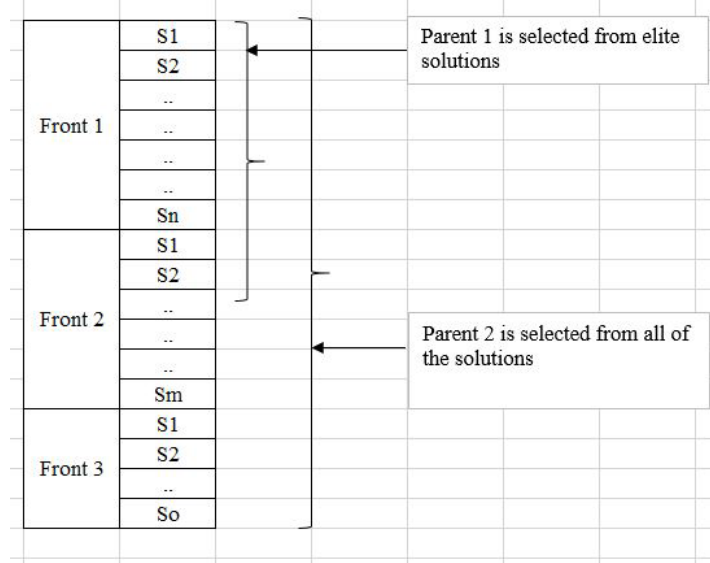 S1
Parent 1 is selected from elite
solutions
S2
..
Front 1
..
..
..
Sn
S1
S2
..
Front 2
Parent 2 is selected from all of
the solutions
..
..
Sm
S1
S2
Front 3
..
So